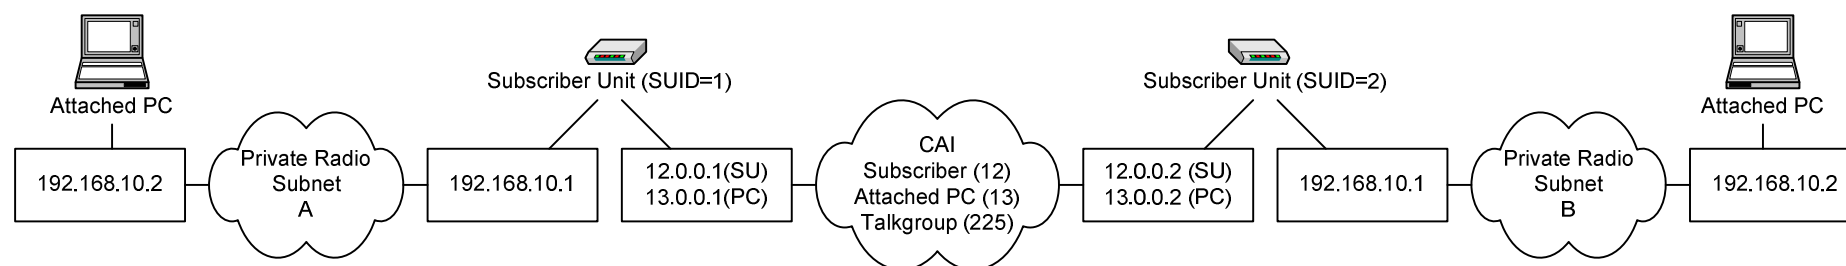 Attached PC
192.168.10.2
Private Radio
Subnet
A
Subscriber Unit (SUID=1)
192.168.10.1
12.0.0.1(SU)
13.0.0.1(PC)
CAI
Subscriber (12)
Attached PC (13)
Talkgroup (225)
Subscriber Unit (SUID=2)
12.0.0.2 (SU)
13.0.0.2 (PC)
192.168.10.1
Private Radio
Subnet
B
Attached PC
192.168.10.2